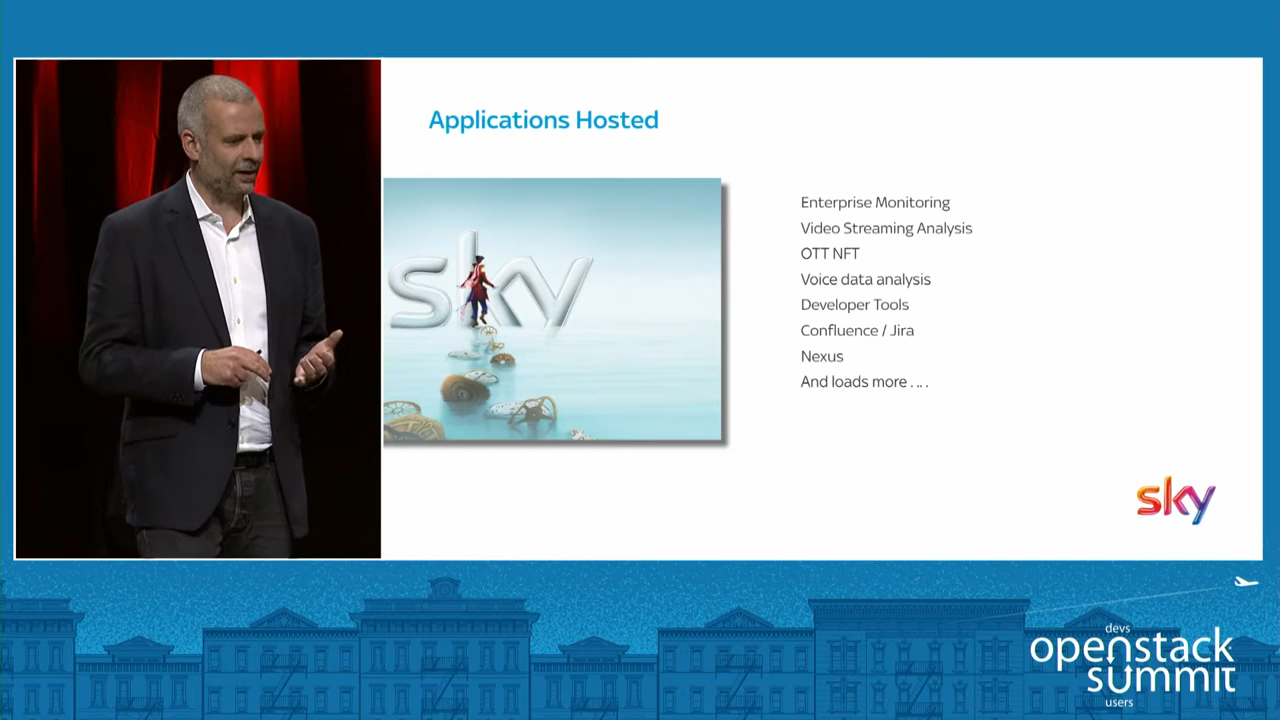 Applications Hosted
sky
Enterprise Monitoring
Video Streaming Analysis
OTT NFT
Voice data analysis
Developer Tools
Confluence / Jira
Nexus
And loads more . .. .
sky
devs
openstack
summit
users